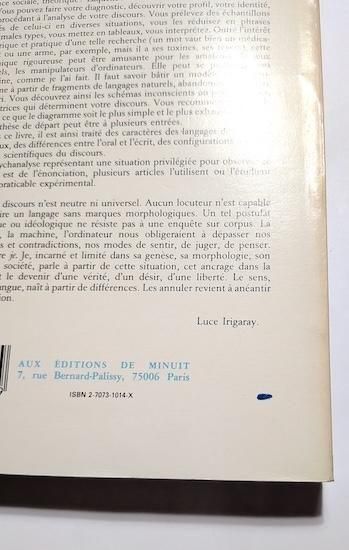 ce sociale, théorique
Vous pouvez faire votre diagnostic, découvrir votre profil, votre identité,
procédant à l'analyse de votre discours. Vous prélevez des échantillons
de celui-ci en diverses situations, vous les réduisez en phrases
types, vous mettez en tableaux, vous interprétez. Outre l'intérêt
et pratique d'une telle recherche (un mot vaut bien un
ou une arme, par exemple, mais il a ses toxines, ses cette
rigoureuse peut être amusante pour les
les manipulateurs d'ordinateurs. Elle peut se
comme je l'ai fait. Il faut savoir bâtir un
à partir de fragments de langages naturels,
Vous découvrez ainsi les schémas inconscients ou
qui déterminent votre discours. Vous
ce que le diagramme soit le plus simple et le plus
de départ peut être à plusieurs entrées.
ce livre, il est ainsi traité des caractères des langages
des différences entre l'oral et l'écrit, des configurations
scientifiques du discours.
représentant une situation privilégiée pour
est de l'énonciation, plusieurs articles l'utilisent ou
praticable expérimental.
discours n'est neutre ni universel. Aucun locuteur n'est capable
un langage sans marques morphologiques. Un tel postulat
ou idéologique ne résiste pas à une enquête sur corpus. La
la machine, l'ordinateur nous obligeraient à dépasser nos
et contradictions, nos modes de sentir, de juger, de penser.
je. Je, incarné et limité dans sa genèse, sa morphologie, son
société, parle à partir de cette situation, cet ancrage dans la
le devenir d'une vérité, d'un désir, d'une liberté. Le sens,
naît à partir de différences. Les annuler revient à anéantir
Luce Irigaray.
AUX ÉDITIONS DE MINUIT
7, rue Bernard-Palissy, 75006 Paris
ISBN 2-7073-1014-X